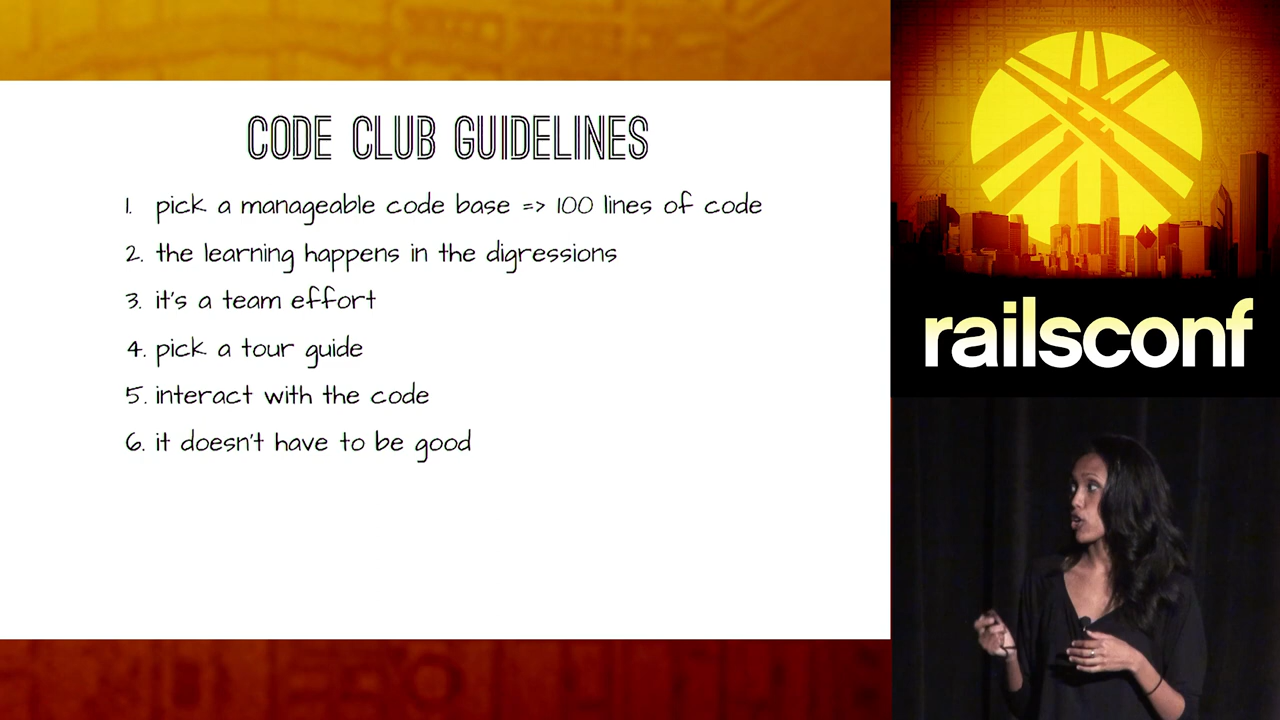 CODE CLUB GUIDELINES
1. pick a manageable code base => 100 lines of code
2. the learning happens in the digressions
3. it's a team effort
4. pick a tour guide
5. interact with the code
6. it doesn't have to be good
railsconf